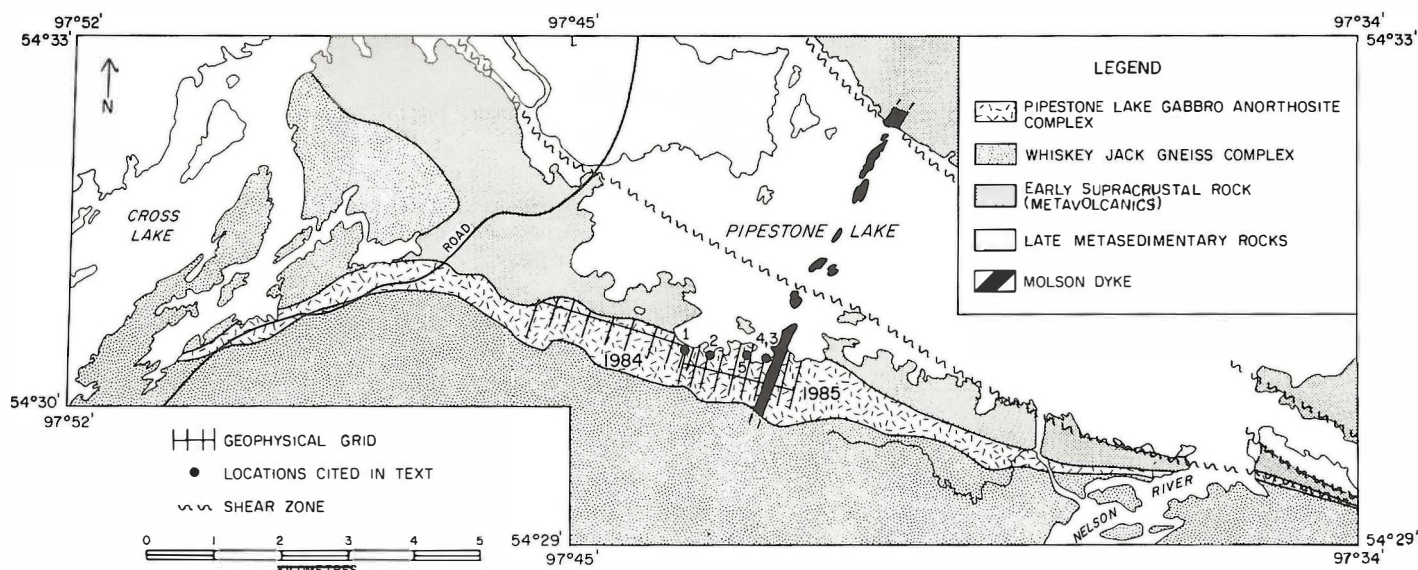 97°52'
97°45'
97°34'
54°33'
54°33'
N
LEGEND
PIPESTONE LAKE GABBRO ANORTHOSITE
COMPLEX
WHISKEY JACK GNEISS COMPLEX
EARLY SUPRACRUSTAL ROCK
(METAVOLCANICS)
LATE METASEDIMENTARY ROCKS
MOLSON DYKE
CROSS
LAKE
ROAD
PIPESTONE LAKE
1
2
4,3
5
1984
1985
54°30'
97°52'
GEOPHYSICAL GRID
LOCATIONS CITED IN TEXT
SHEAR ZONE
0 1 2 3 4 5
KILOMETRES
NELSON RIVER
54°29'
97°45'
54°29'
97°34'